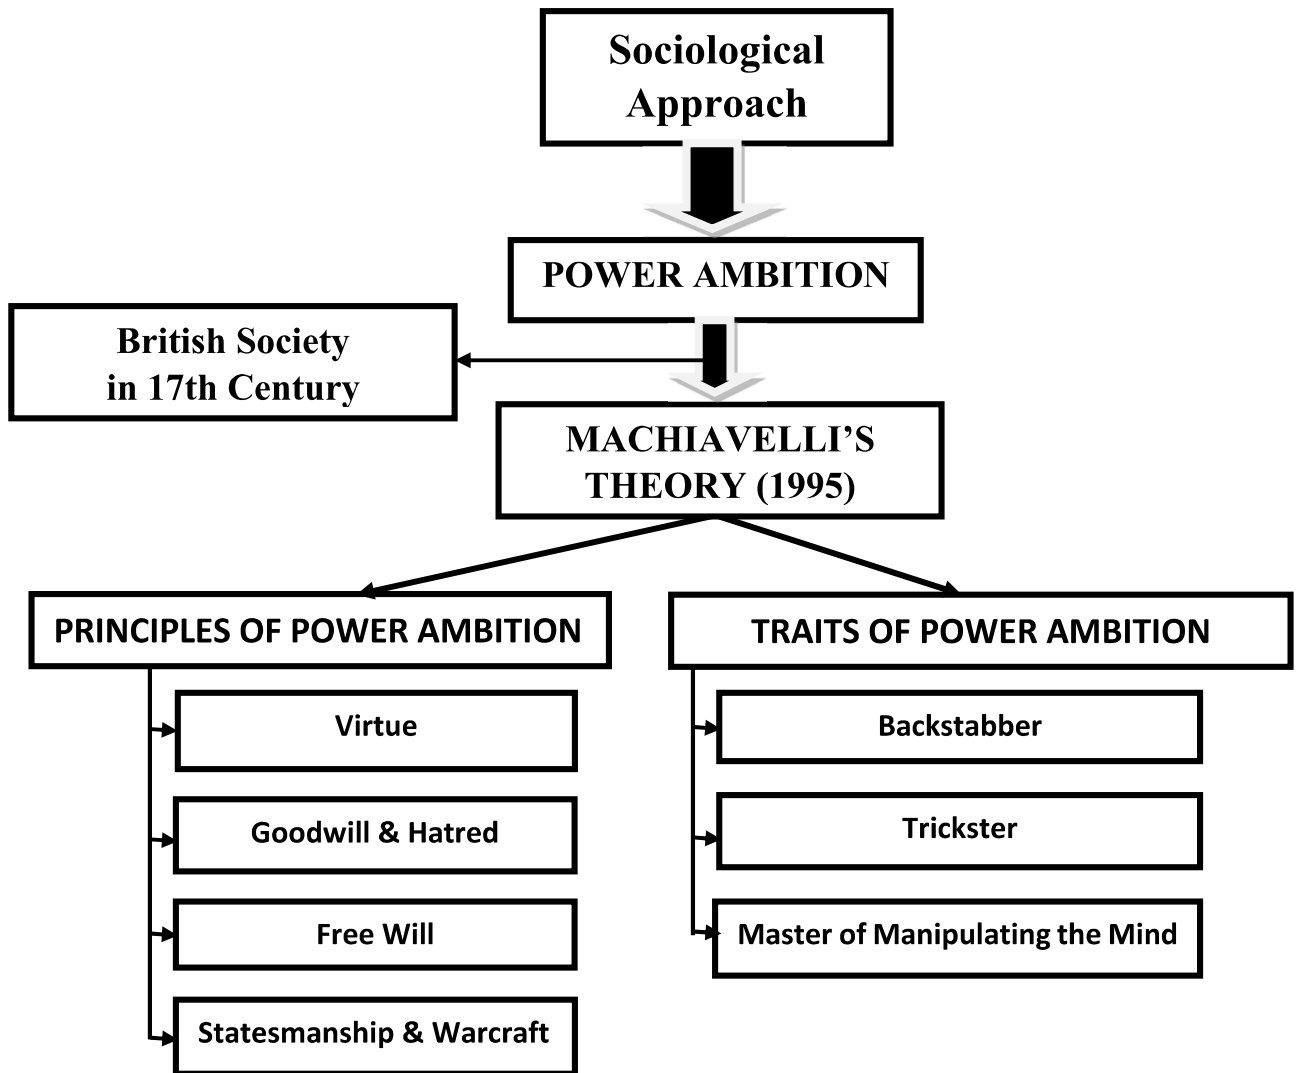 Sociological
Approach
POWER AMBITION
British Society
in 17th Century
MACHIAVELLI’S
THEORY (1995)
PRINCIPLES OF POWER AMBITION
Virtue
Goodwill & Hatred
Free Will
Statesmanship & Warcraft
TRAITS OF POWER AMBITION
Backstabber
Trickster
Master of Manipulating the Mind